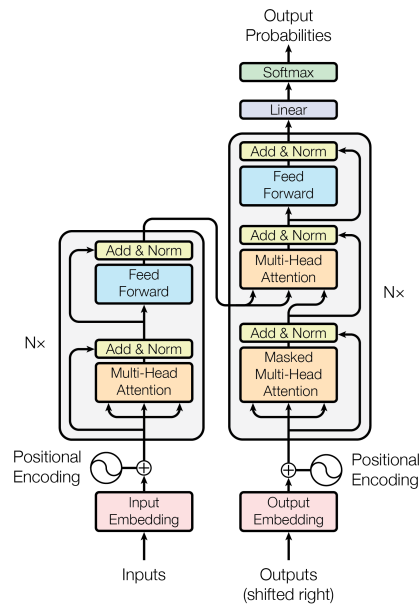 Output
Probabilities
Softmax
Linear
Add & Norm
Feed
Forward
Add & Norm
Multi-Head
Attention
Add & Norm
Masked
Multi-Head
Attention
N×
Positional
Encoding
Output
Embedding
Outputs
(shifted right)
Add & Norm
Feed
Forward
Add & Norm
Multi-Head
Attention
N×
Positional
Encoding
Input
Embedding
Inputs